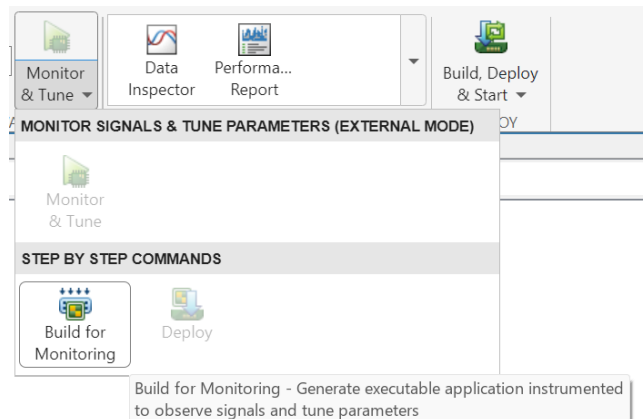 Monitor
& Tune
Data
Inspector
Performa...
Report
Build, Deploy
& Start
MONITOR SIGNALS & TUNE PARAMETERS (EXTERNAL MODE)
OY
Monitor
& Tune
STEP BY STEP COMMANDS
Build for
Monitoring
Deploy
Build for Monitoring - Generate executable application instrumented
to observe signals and tune parameters